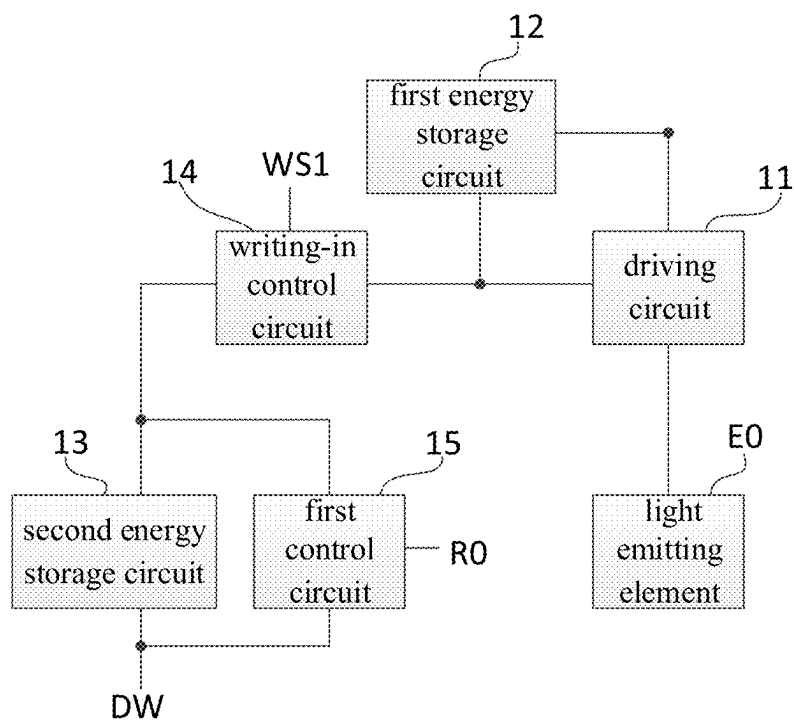 12
first energy
storage
circuit
WS1
14
11
writing-in
control
circuit
driving
circuit
13
15
E0
second energy
storage circuit
first
control
circuit
R0
light
emitting
element
DW